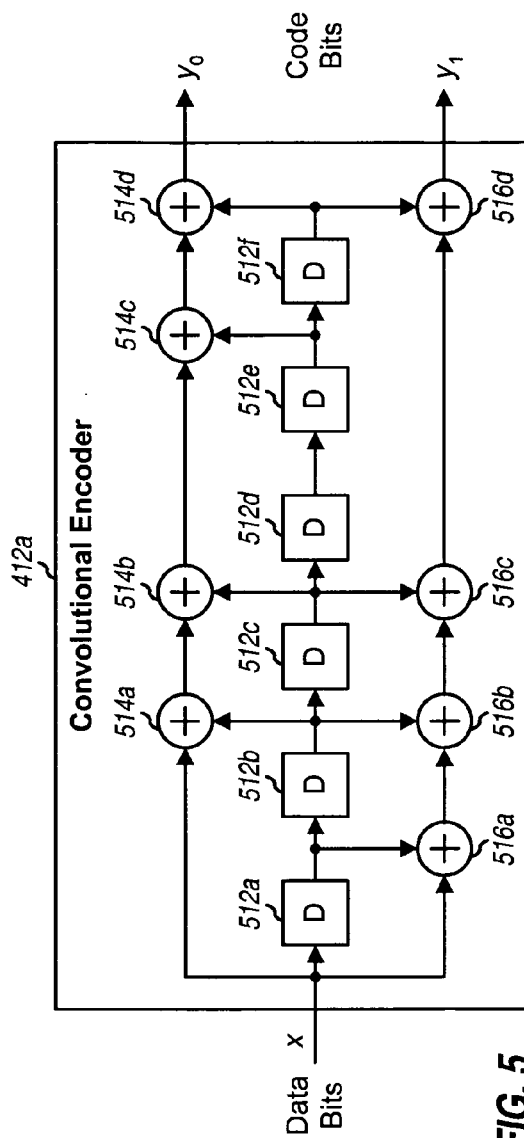 412a
Convolutional Encoder
514a
514b
514c
514d
y0
+
+
+
+
Data
Bits
x
512a
512b
512c
512d
512e
512f
D
D
D
D
D
D
Code
Bits
+
+
+
+
y1
516a
516b
516c
516d
FIG. 5